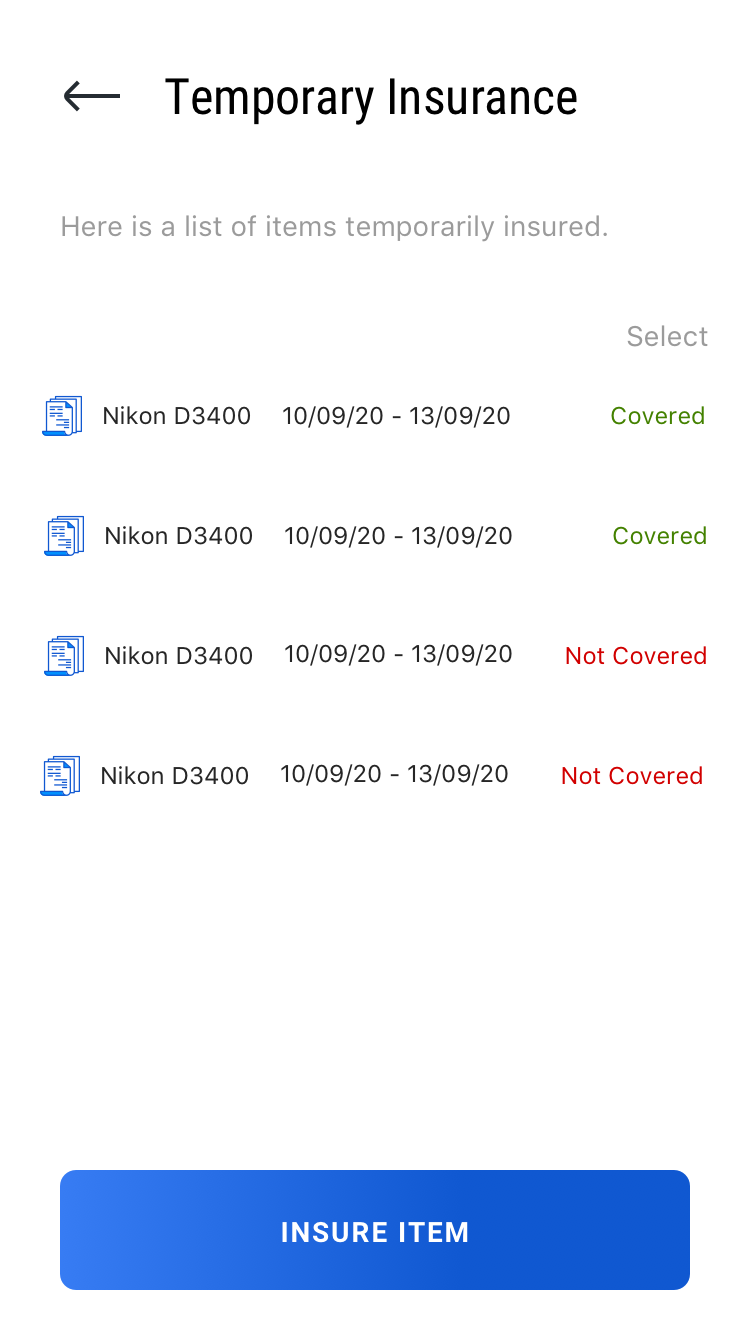 Temporary Insurance
Here is a list of items temporarily insured.
Select
Nikon D3400 10/09/20 - 13/09/20 Covered
Nikon D3400 10/09/20 - 13/09/20 Covered
Nikon D3400 10/09/20 - 13/09/20 Not Covered
Nikon D3400 10/09/20 - 13/09/20 Not Covered
INSURE ITEM